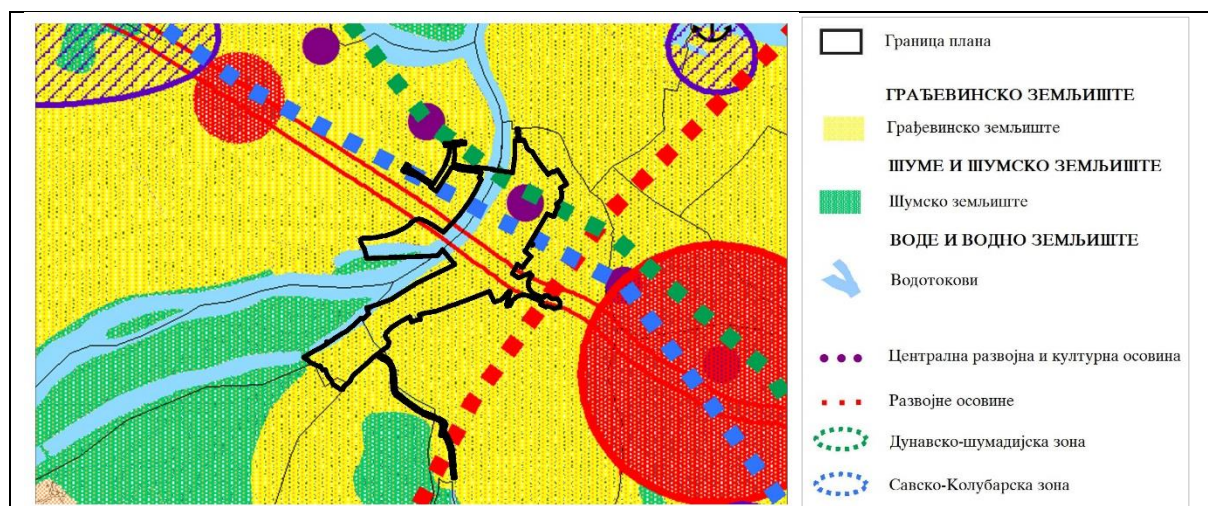 Граница плана
ГРАЂЕВИНСКО ЗЕМЉИШТЕ
Грађевинско земљиште
ШУМЕ И ШУМСКО ЗЕМЉИШТЕ
Шумско земљиште
ВОДЕ И ВОДНО ЗЕМЉИШТЕ
Водотокови
Централна развојна и културна осовина
Развојне осовине
Дунавско-шумадијска зона
Савско-Колубарска зона